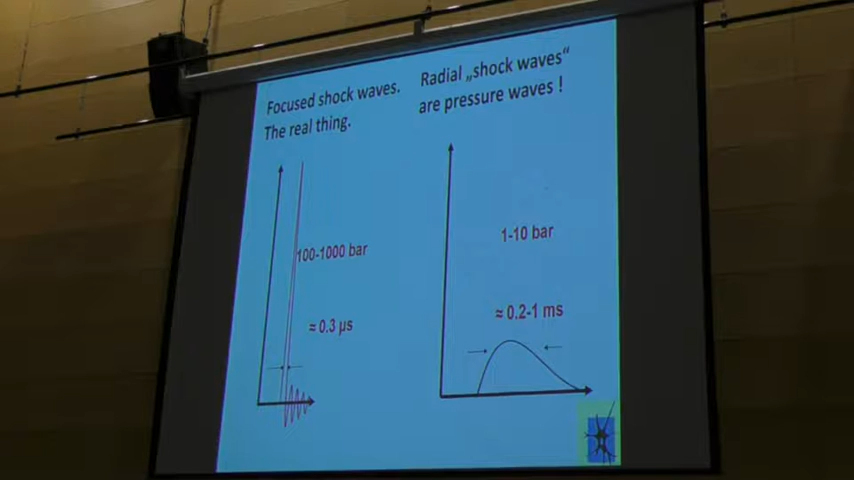 Focused shock waves.
The real thing.
Radial „shock waves“
are pressure waves !
100-1000 bar
≈ 0.3 µs
1-10 bar
≈ 0.2-1 ms